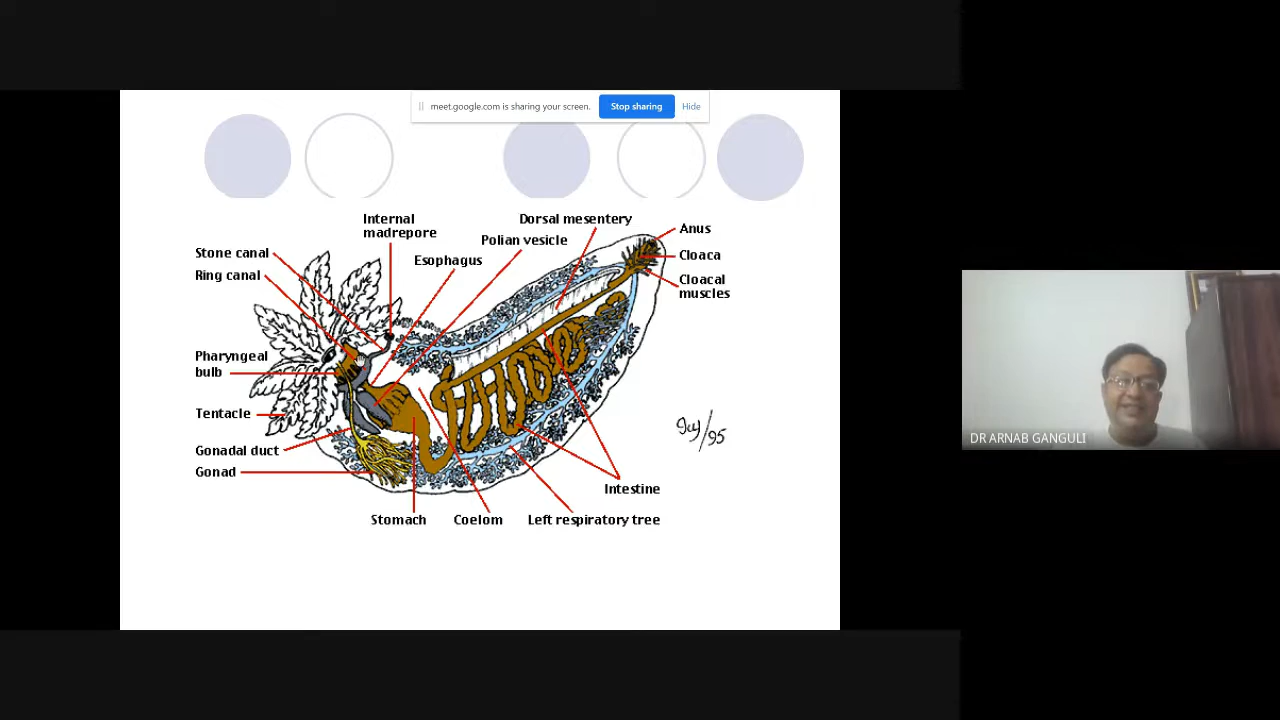 meet.google.com is sharing your screen.
Stop sharing
Hide
Internal
madrepore
Dorsal mesentery
Polian vesicle
Esophagus
Anus
Cloaca
Cloacal
muscles
Stone canal
Ring canal
Pharyngeal
bulb
Tentacle
Gonadal duct
Gonad
Stomach
Coelom
Left respiratory tree
Intestine
DR ARNAB GANGULI